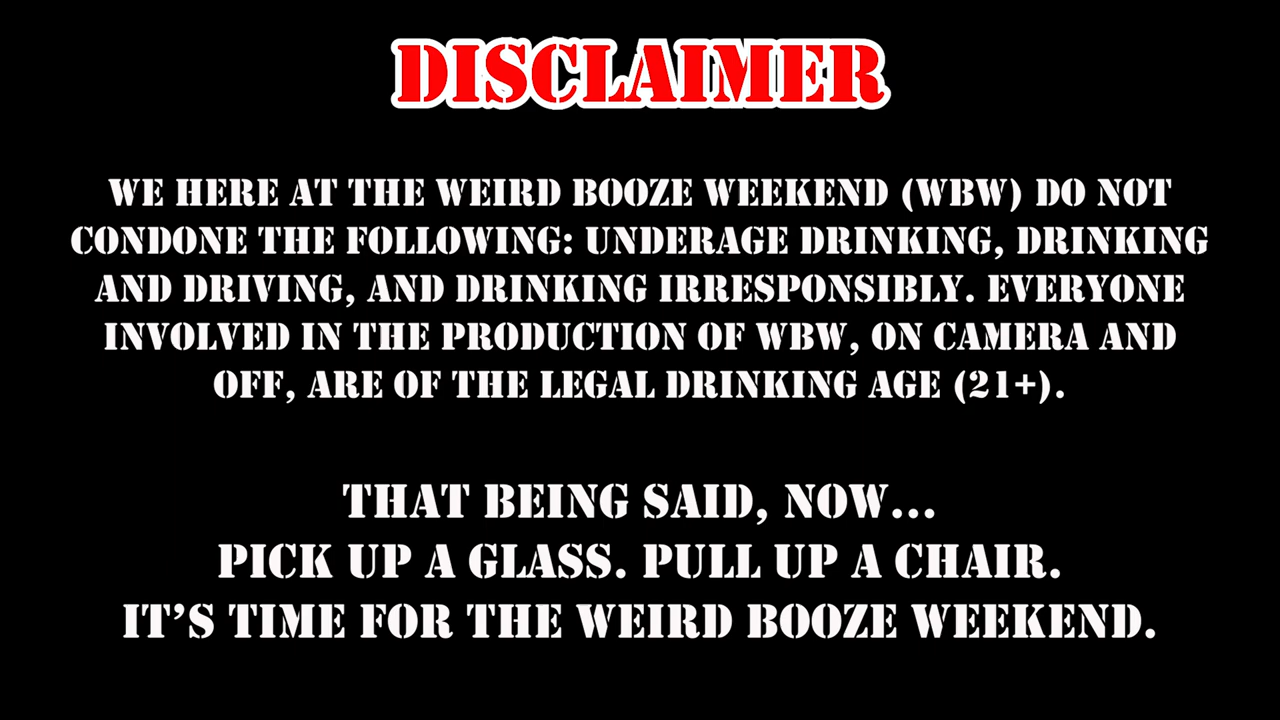 DISCLAIMER
WE HERE AT THE WEIRD BOOZE WEEKEND (WBW) DO NOT
CONDONE THE FOLLOWING: UNDERAGE DRINKING, DRINKING
AND DRIVING, AND DRINKING IRRESPONSIBLY. EVERYONE
INVOLVED IN THE PRODUCTION OF WBW, ON CAMERA AND
OFF, ARE OF THE LEGAL DRINKING AGE (21+).
THAT BEING SAID, NOW...
PICK UP A GLASS. PULL UP A CHAIR.
IT'S TIME FOR THE WEIRD BOOZE WEEKEND.